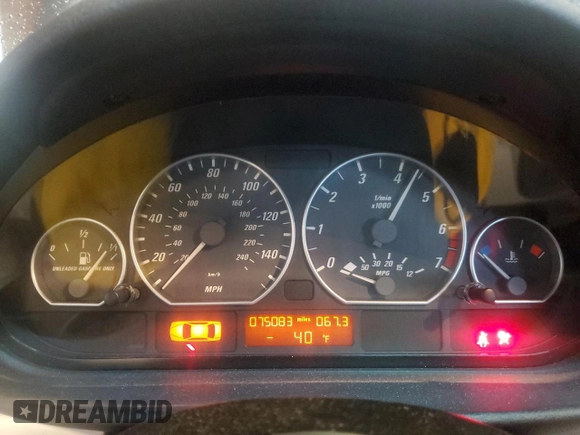 0 ½ 1/1
UNLEADED GASOLINE ONLY
20 40 60 80 100 120 140
20 40 60 80 100 120 140 160 180 200 220 240
km/h
MPH
0 1 2 3 4 5 6 7
1/min
x1000
50 30 20 15 12
MPG
075083 miles 067.3
- 40 °F
DREAMBID